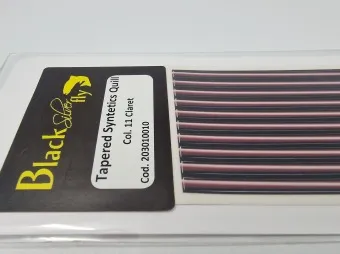 Black Silver fly
Tapered Syntetics Quill
Col. 11 Claret
Cod. 203010010